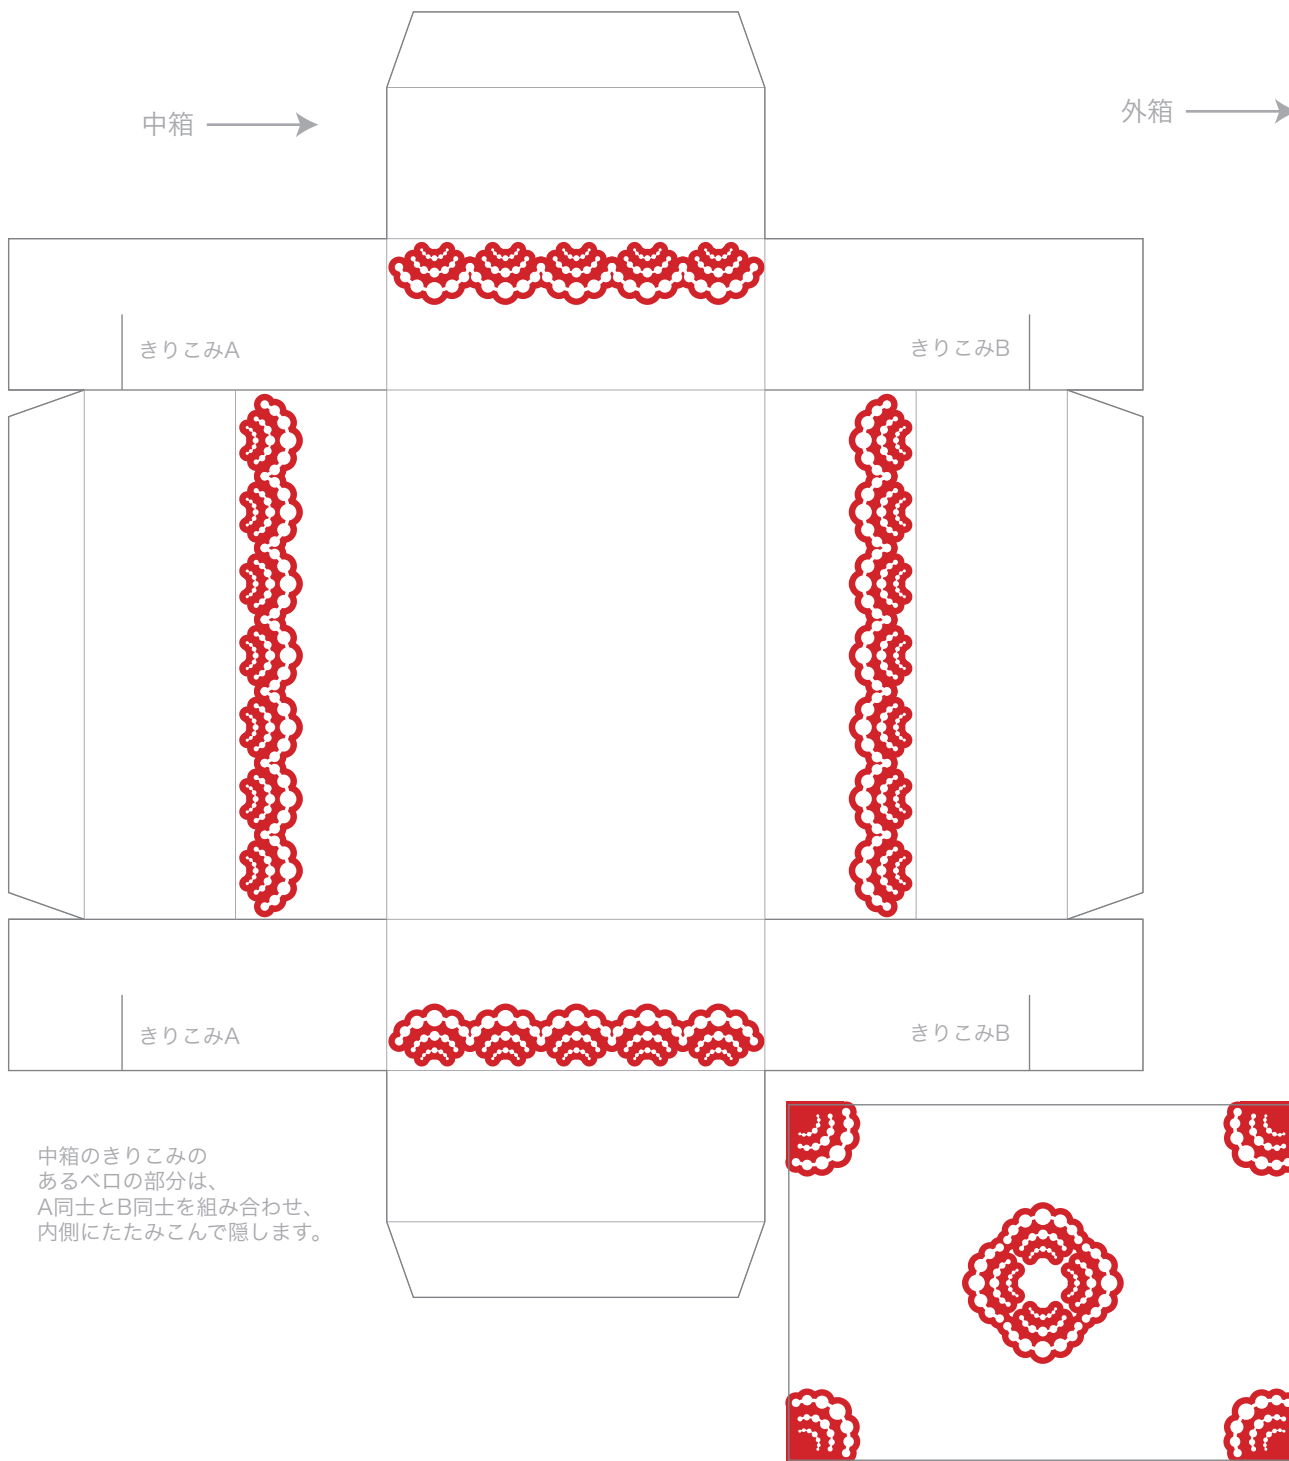 中箱
外箱
きりこみA
きりこみB
きりこみA
きりこみB
中箱のきりこみの
あるベロの部分は、
A同士とB同士を組み合わせ、
内側にたたみこんで隠します。